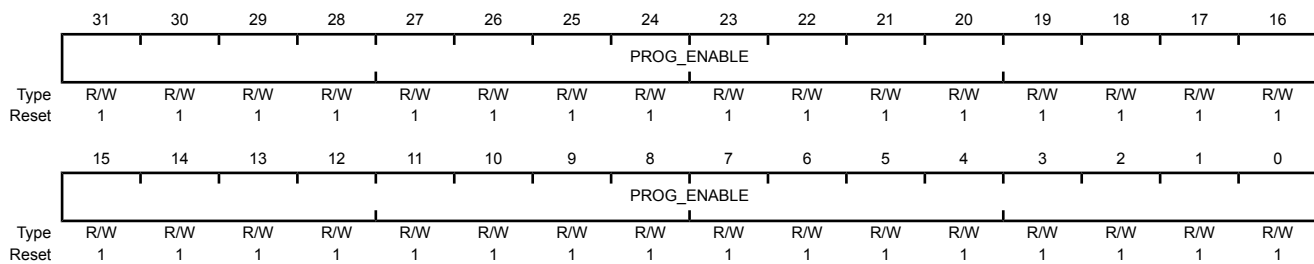 31 30 29 28 27 26 25 24 23 22 21 20 19 18 17 16
PROG_ENABLE
Type R/W R/W R/W R/W R/W R/W R/W R/W R/W R/W R/W R/W R/W R/W R/W R/W
Reset 1 1 1 1 1 1 1 1 1 1 1 1 1 1 1 1
15 14 13 12 11 10 9 8 7 6 5 4 3 2 1 0
PROG_ENABLE
Type R/W R/W R/W R/W R/W R/W R/W R/W R/W R/W R/W R/W R/W R/W R/W R/W
Reset 1 1 1 1 1 1 1 1 1 1 1 1 1 1 1 1